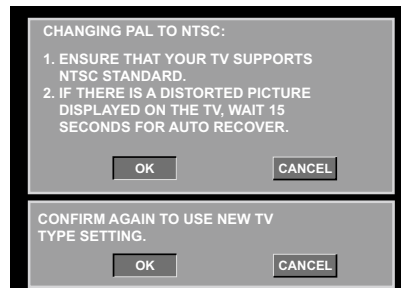 CHANGING PAL TO NTSC:
1. ENSURE THAT YOUR TV SUPPORTS
NTSC STANDARD.
2. IF THERE IS A DISTORTED PICTURE
DISPLAYED ON THE TV, WAIT 15
SECONDS FOR AUTO RECOVER.
OK CANCEL
CONFIRM AGAIN TO USE NEW TV
TYPE SETTING.
OK CANCEL